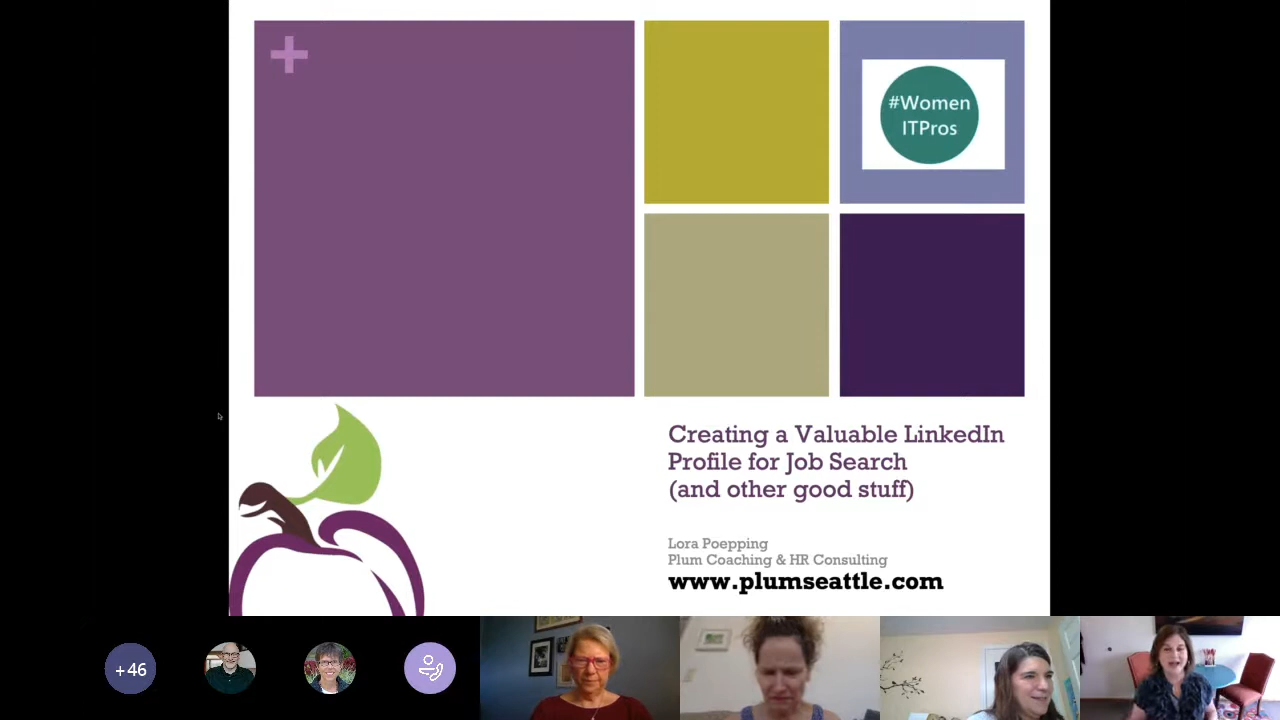 #Women
ITPros
Creating a Valuable LinkedIn
Profile for Job Search
(and other good stuff)
Lora Poepping
Plum Coaching & HR Consulting
www.plumseattle.com
+46